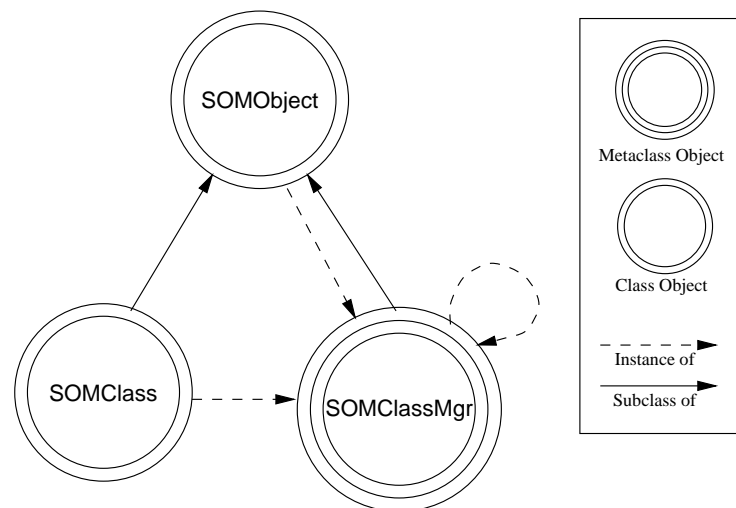 SOMObject
SOMClass
SOMClassMgr
Metaclass Object
Class Object
Instance of
Subclass of